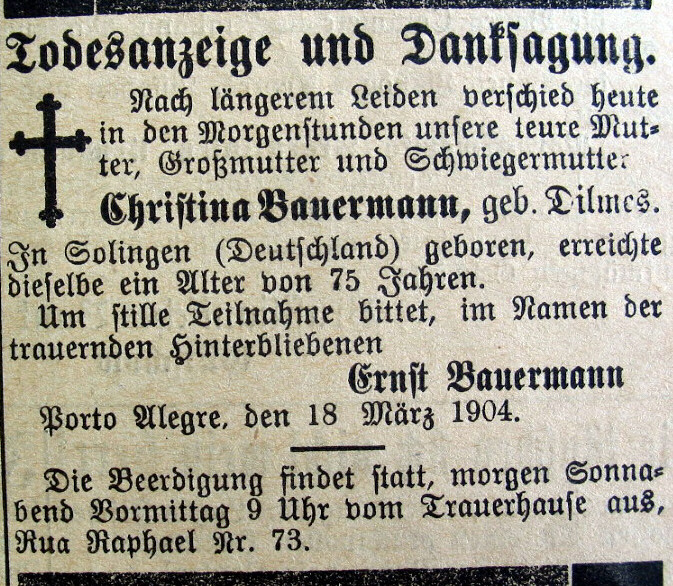 Todesanzeige und Danksagung.
Nach längerem Leiden verschied heute
in den Morgenstunden unsere teure Mut-
ter, Großmutter und Schwiegermutter
Christina Bauermann, geb. Dilmes.
In Solingen (Deutschland) geboren, erreichte
dieselbe ein Alter von 75 Jahren.
Um stille Teilnahme bittet, im Namen der
trauernden Hinterbliebenen
Ernst Bauermann
Porto Alegre, den 18 März 1904.
Die Beerdigung findet statt, morgen Sonna-
bend Vormittag 9 Uhr vom Trauerhause aus,
Rua Raphael Nr. 73.